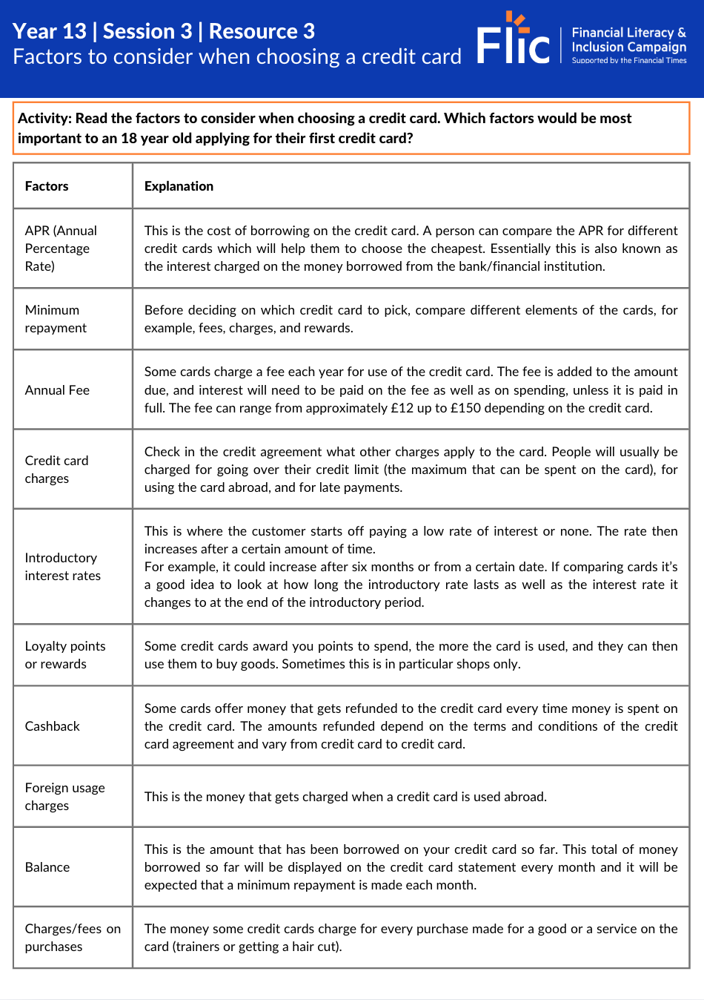 Year 13 | Session 3 | Resource 3
Factors to consider when choosing a credit card
Flic
Financial Literacy &
Inclusion Campaign
Supported by the Financial Times
Activity: Read the factors to consider when choosing a credit card. Which factors would be most
important to an 18 year old applying for their first credit card?
Factors
Explanation
APR (Annual
Percentage
Rate)
This is the cost of borrowing on the credit card. A person can compare the APR for different
credit cards which will help them to choose the cheapest. Essentially this is also known as
the interest charged on the money borrowed from the bank/financial institution.
Minimum
repayment
Before deciding on which credit card to pick, compare different elements of the cards, for
example, fees, charges, and rewards.
Annual Fee
Some cards charge a fee each year for use of the credit card. The fee is added to the amount
due, and interest will need to be paid on the fee as well as on spending, unless it is paid in
full. The fee can range from approximately £12 up to £150 depending on the credit card.
Credit card
charges
Check in the credit agreement what other charges apply to the card. People will usually be
charged for going over their credit limit (the maximum that can be spent on the card), for
using the card abroad, and for late payments.
Introductory
interest rates
This is where the customer starts off paying a low rate of interest or none. The rate then
increases after a certain amount of time.
For example, it could increase after six months or from a certain date. If comparing cards it’s
a good idea to look at how long the introductory rate lasts as well as the interest rate it
changes to at the end of the introductory period.
Loyalty points
or rewards
Some credit cards award you points to spend, the more the card is used, and they can then
use them to buy goods. Sometimes this is in particular shops only.
Cashback
Some cards offer money that gets refunded to the credit card every time money is spent on
the credit card. The amounts refunded depend on the terms and conditions of the credit
card agreement and vary from credit card to credit card.
Foreign usage
charges
This is the money that gets charged when a credit card is used abroad.
Balance
This is the amount that has been borrowed on your credit card so far. This total of money
borrowed so far will be displayed on the credit card statement every month and it will be
expected that a minimum repayment is made each month.
Charges/fees on
purchases
The money some credit cards charge for every purchase made for a good or a service on the
card (trainers or getting a hair cut).